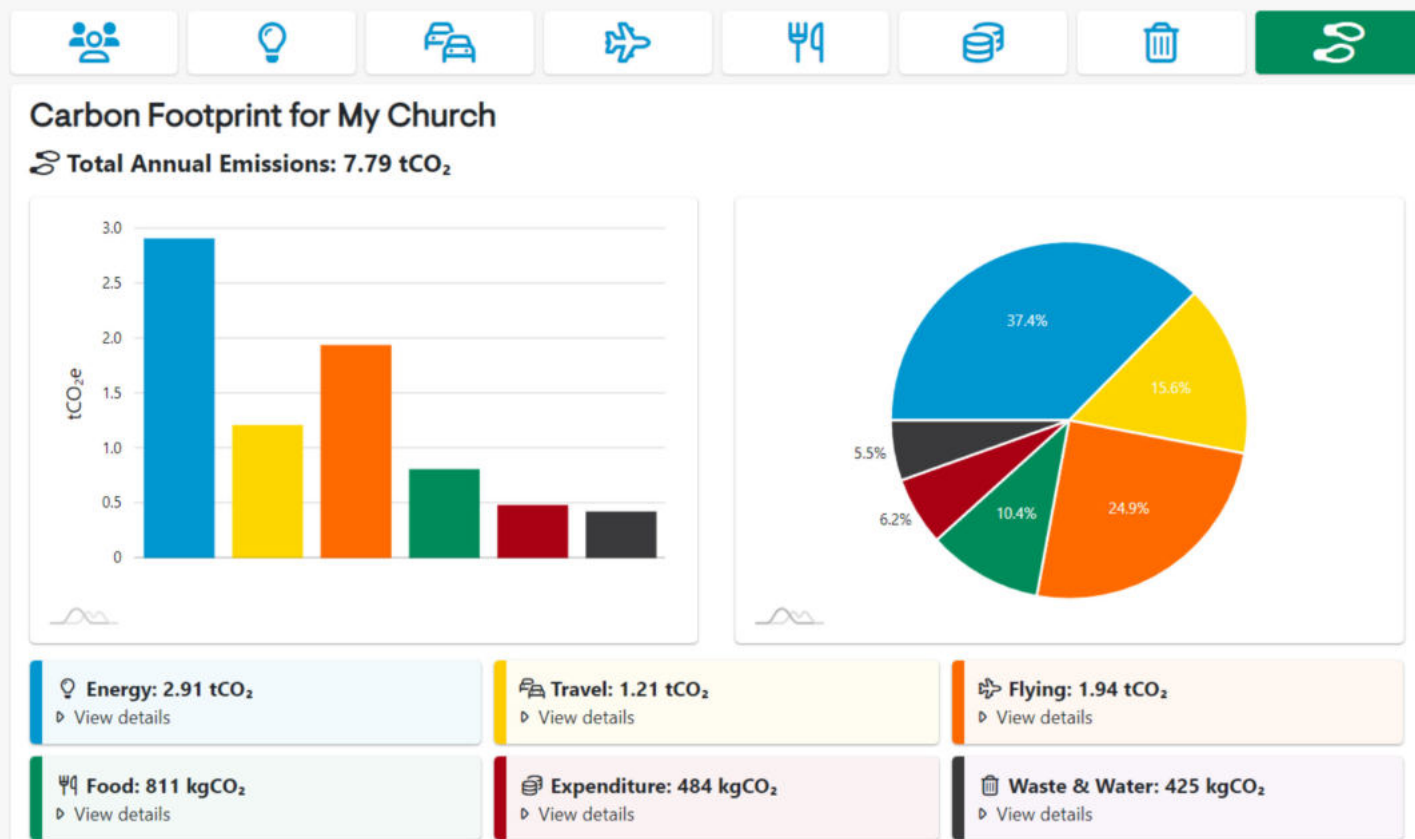 Carbon Footprint for My Church
Total Annual Emissions: 7.79 tCO₂
3.0
2.5
2.0
1.5
1.0
0.5
0
tCO₂e
37.4%
15.6%
24.9%
10.4%
6.2%
5.5%
Energy: 2.91 tCO₂
View details
Travel: 1.21 tCO₂
View details
Flying: 1.94 tCO₂
View details
Food: 811 kgCO₂
View details
Expenditure: 484 kgCO₂
View details
Waste & Water: 425 kgCO₂
View details